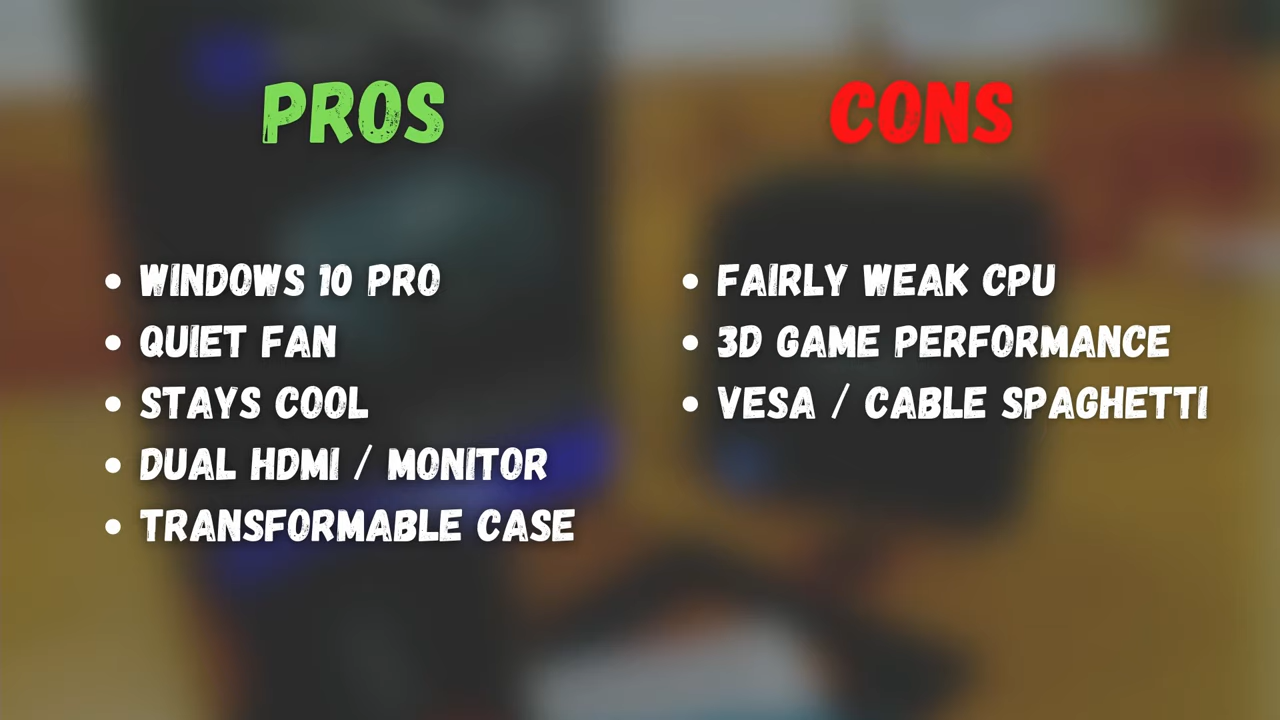 PROS
WINDOWS 10 PRO
QUIET FAN
STAYS COOL
DUAL HDMI / MONITOR
TRANSFORMABLE CASE
CONS
FAIRLY WEAK CPU
3D GAME PERFORMANCE
VESA / CABLE SPAGHETTI